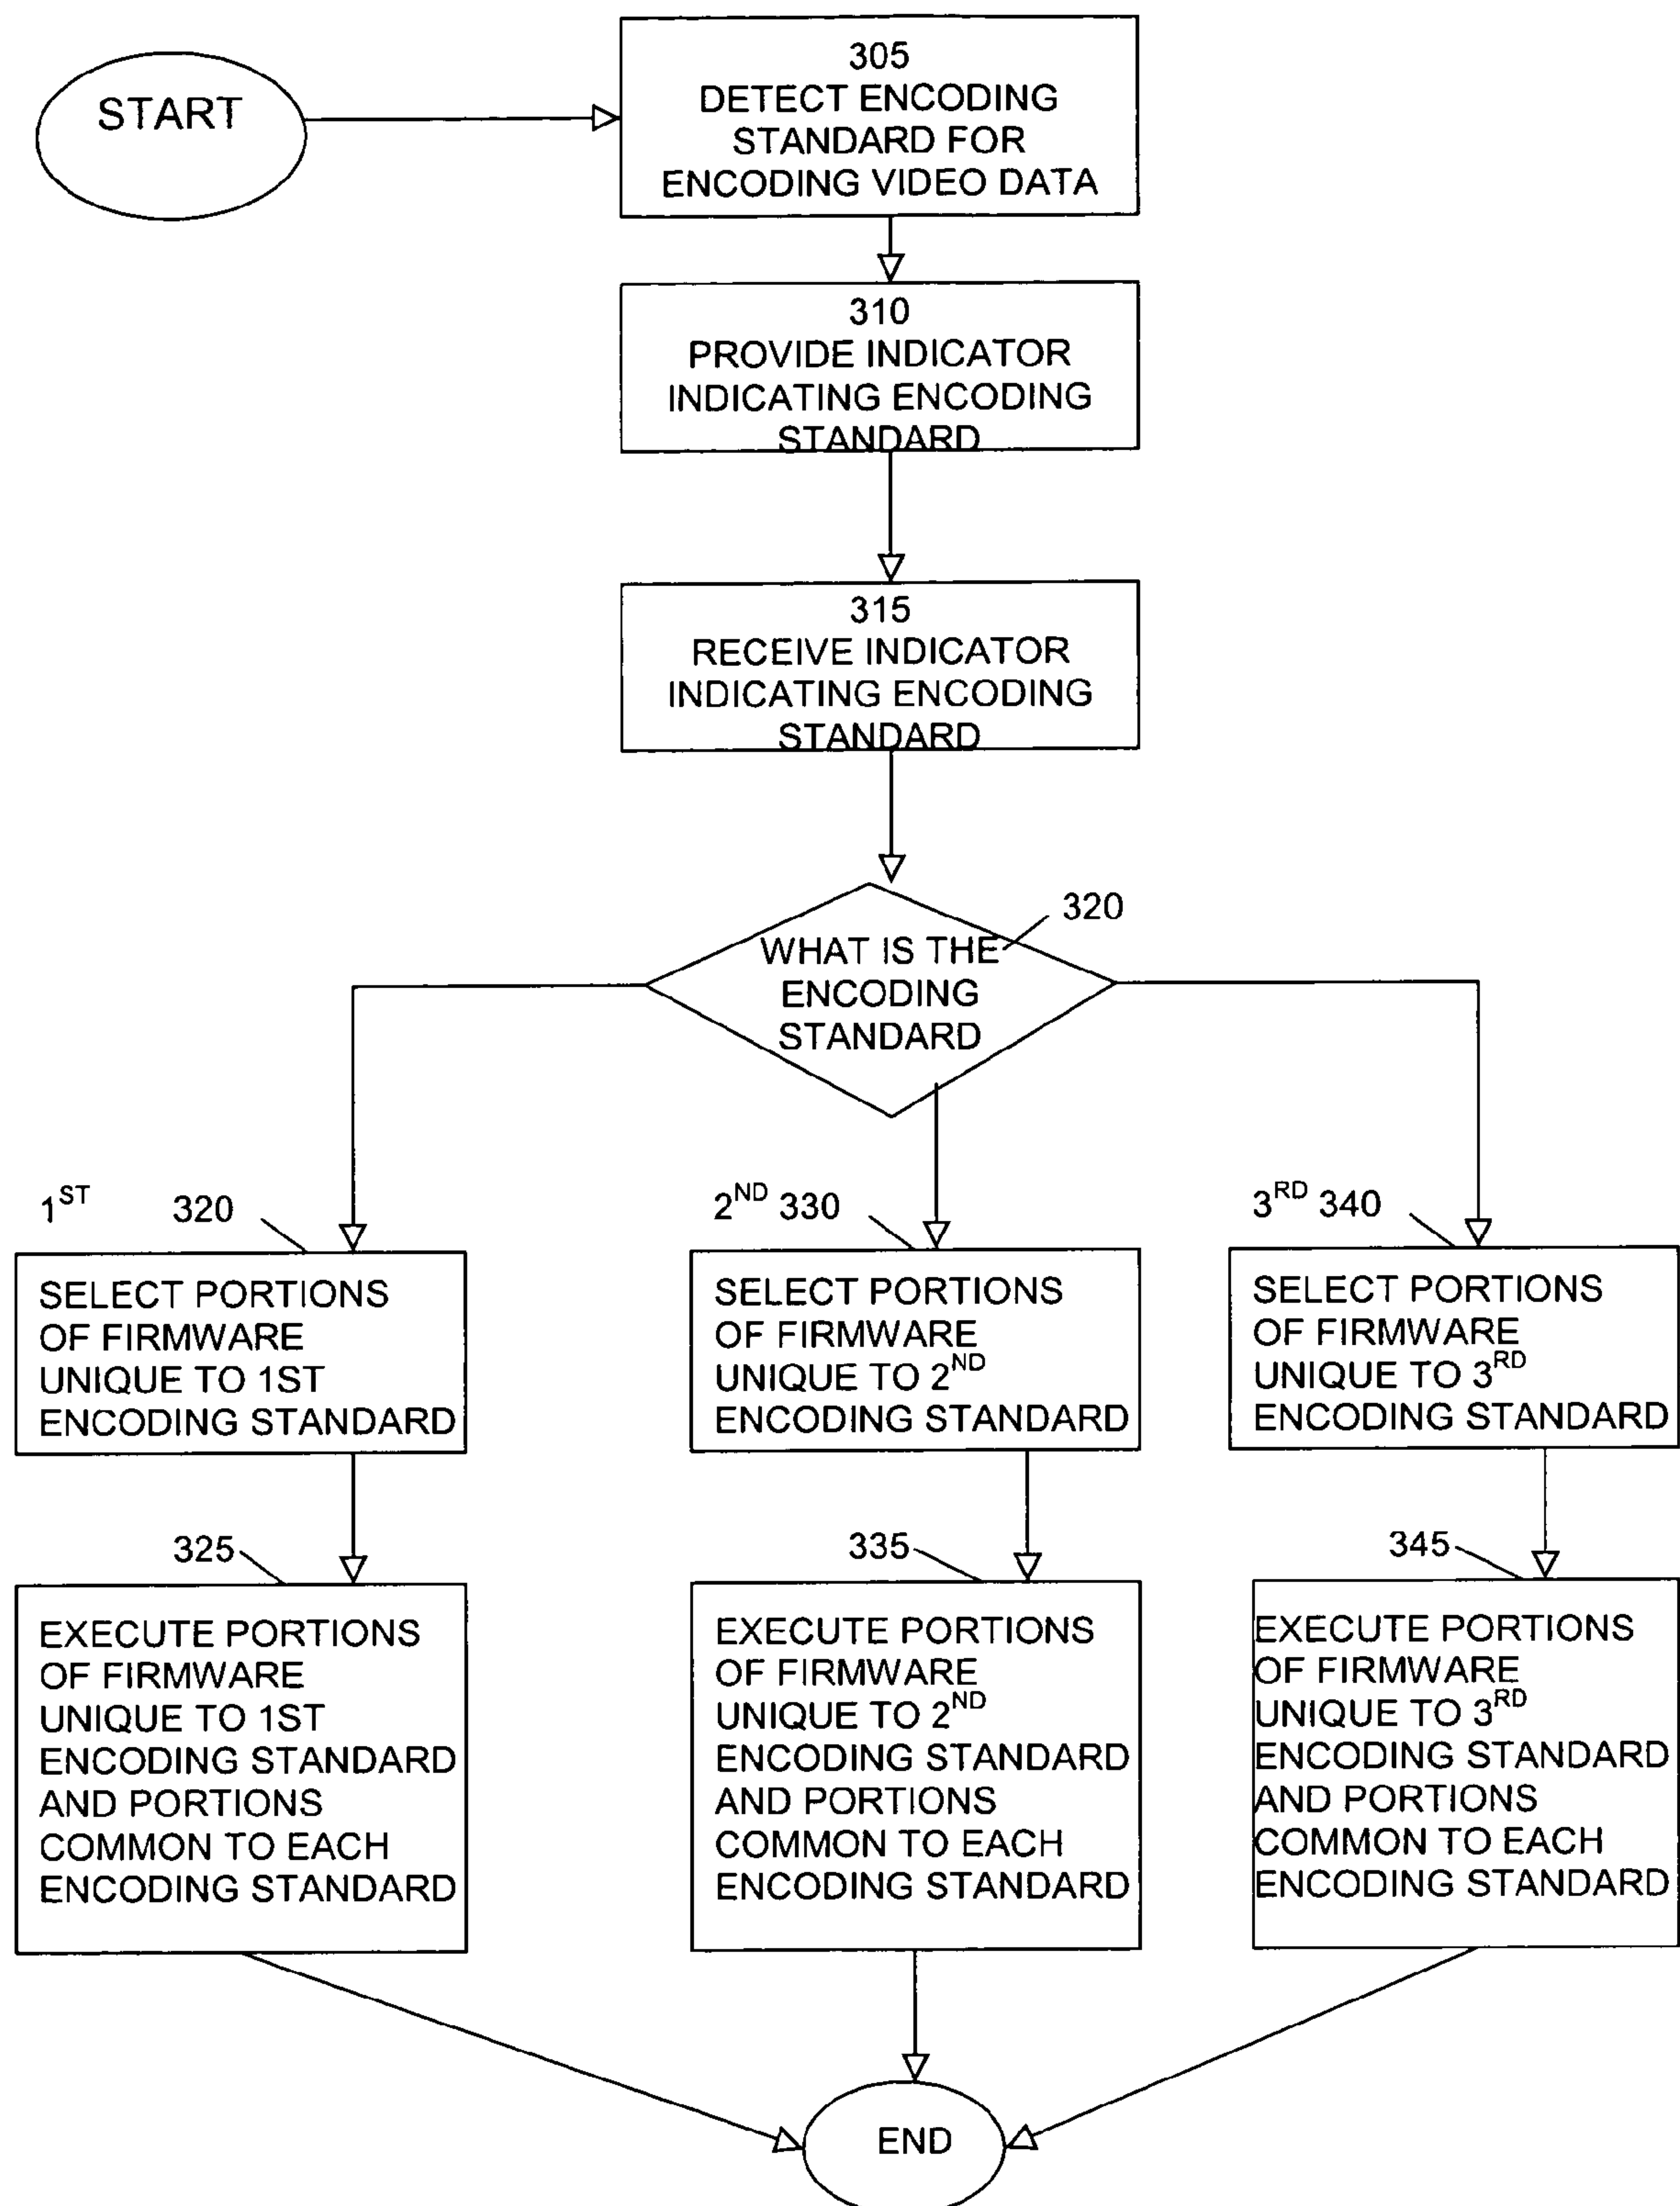 START
305
DETECT ENCODING
STANDARD FOR
ENCODING VIDEO DATA
310
PROVIDE INDICATOR
INDICATING ENCODING
STANDARD
315
RECEIVE INDICATOR
INDICATING ENCODING
STANDARD
320
WHAT IS THE
ENCODING
STANDARD
1ST 320
SELECT PORTIONS
OF FIRMWARE
UNIQUE TO 1ST
ENCODING STANDARD
2ND 330
SELECT PORTIONS
OF FIRMWARE
UNIQUE TO 2ND
ENCODING STANDARD
3RD 340
SELECT PORTIONS
OF FIRMWARE
UNIQUE TO 3RD
ENCODING STANDARD
325
EXECUTE PORTIONS
OF FIRMWARE
UNIQUE TO 1ST
ENCODING STANDARD
AND PORTIONS
COMMON TO EACH
ENCODING STANDARD
335
EXECUTE PORTIONS
OF FIRMWARE
UNIQUE TO 2ND
ENCODING STANDARD
AND PORTIONS
COMMON TO EACH
ENCODING STANDARD
345
EXECUTE PORTIONS
OF FIRMWARE
UNIQUE TO 3RD
ENCODING STANDARD
AND PORTIONS
COMMON TO EACH
ENCODING STANDARD
END